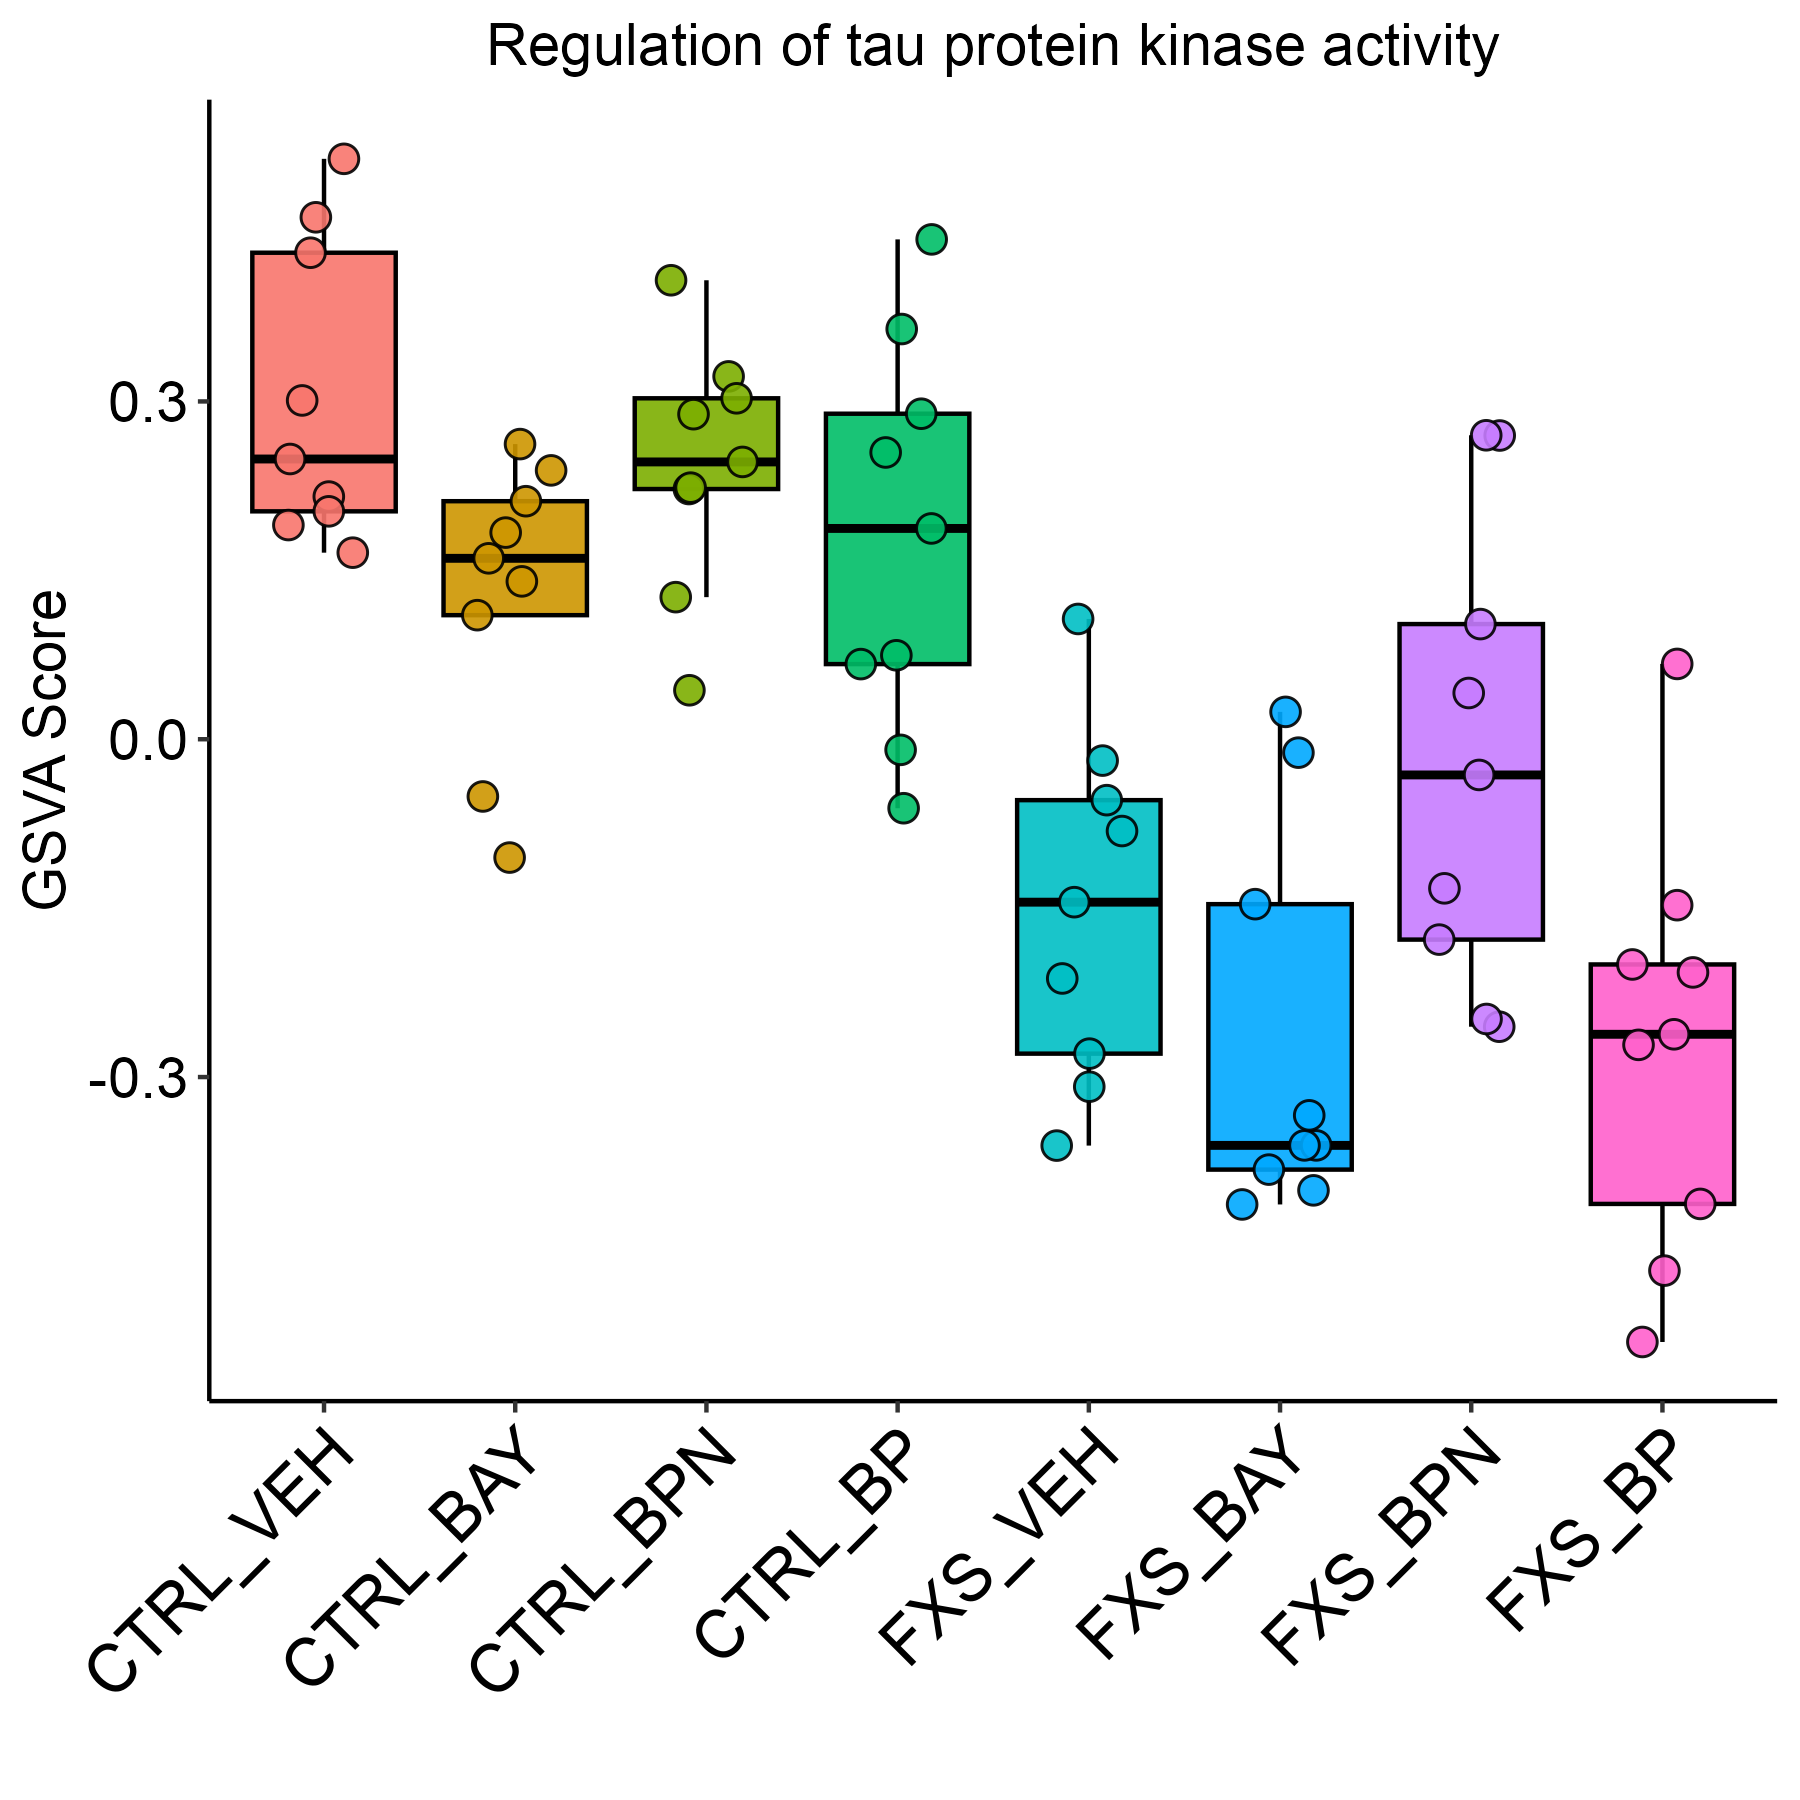 Regulation of tau protein kinase activity
GSVA Score
0.3
0.0
-0.3
CTRL_VEH
CTRL_BAY
CTRL_BPN
CTRL_BP
FXS_VEH
FXS_BAY
FXS_BPN
FXS_BP